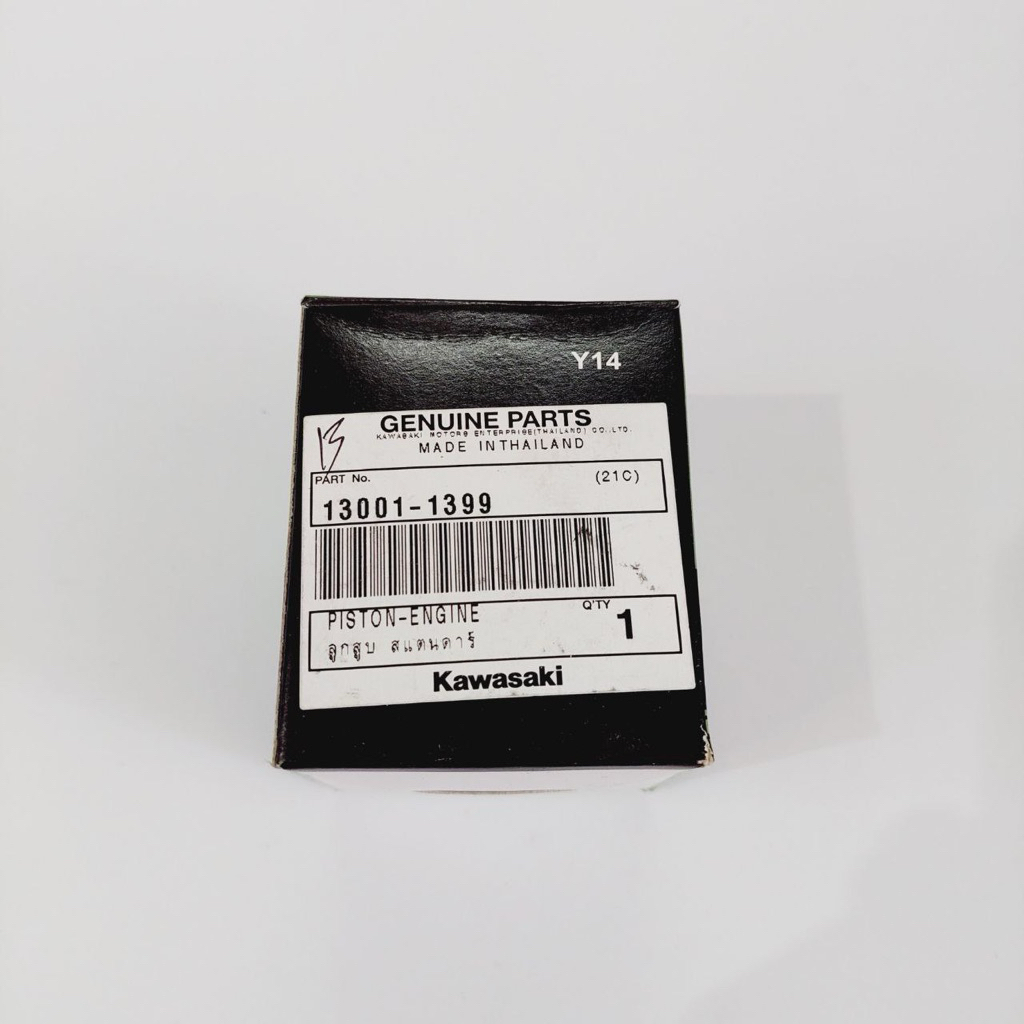 Y14
13
GENUINE PARTS
KAWASAKI MOTORS ENTERPRISE(THAILAND) CO.,LTD.
MADE INTHAILAND
PART No. (21C)
13001-1399
PISTON-ENGINE Q'TY 1
ลูกสูบ สแตนดาร์
Kawasaki